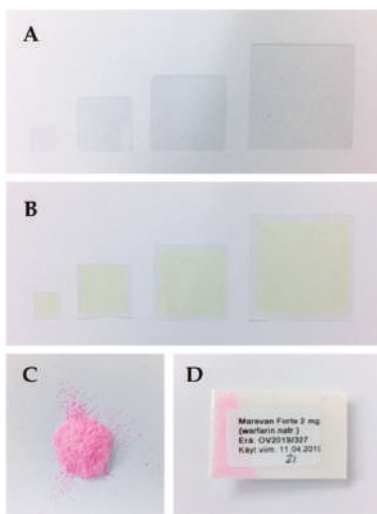 A
B
C
D
Marevan Forte 2 mg
(warfarin natr.)
Erä: OV2019/327
Käyt viim. 11.04.2019
21